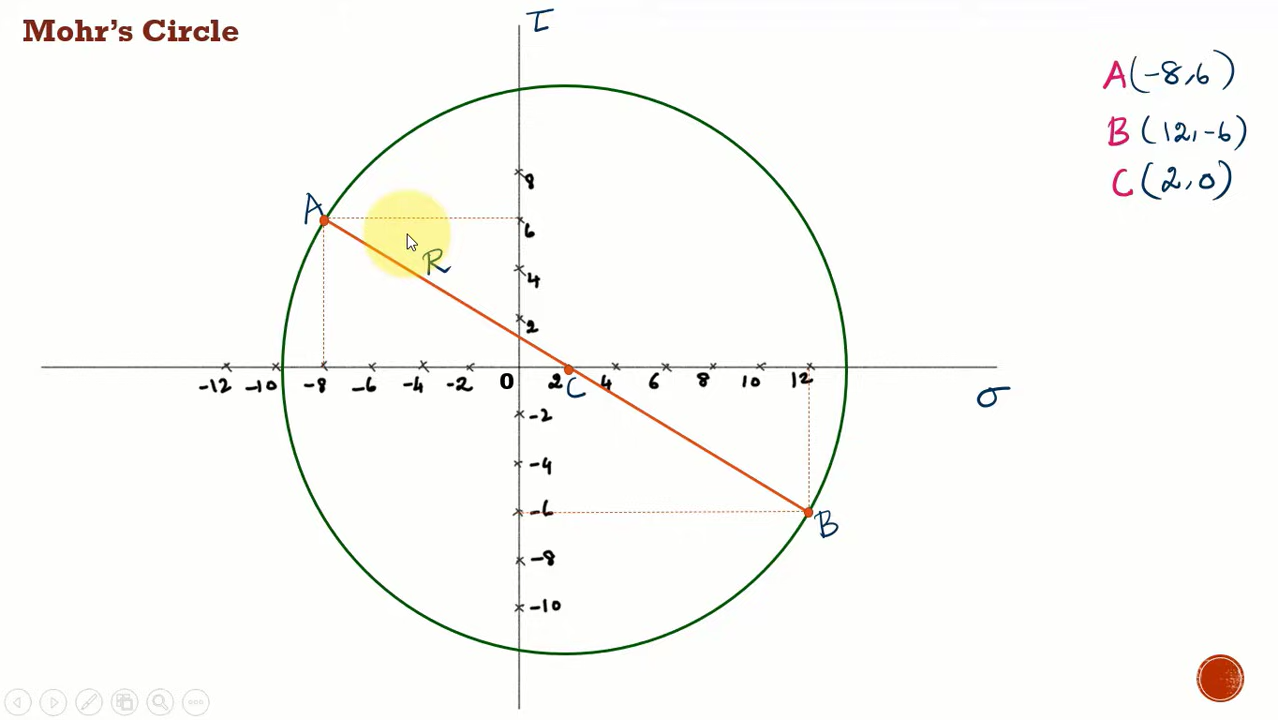 Mohr's Circle
τ
A(-8,6)
B (12,-6)
C (2,0)
8
A
6
R
4
2
-12 -10 -8 -6 -4 -2 0 2 4 6 8 10 12
C
σ
-2
-4
-6
B
-8
-10